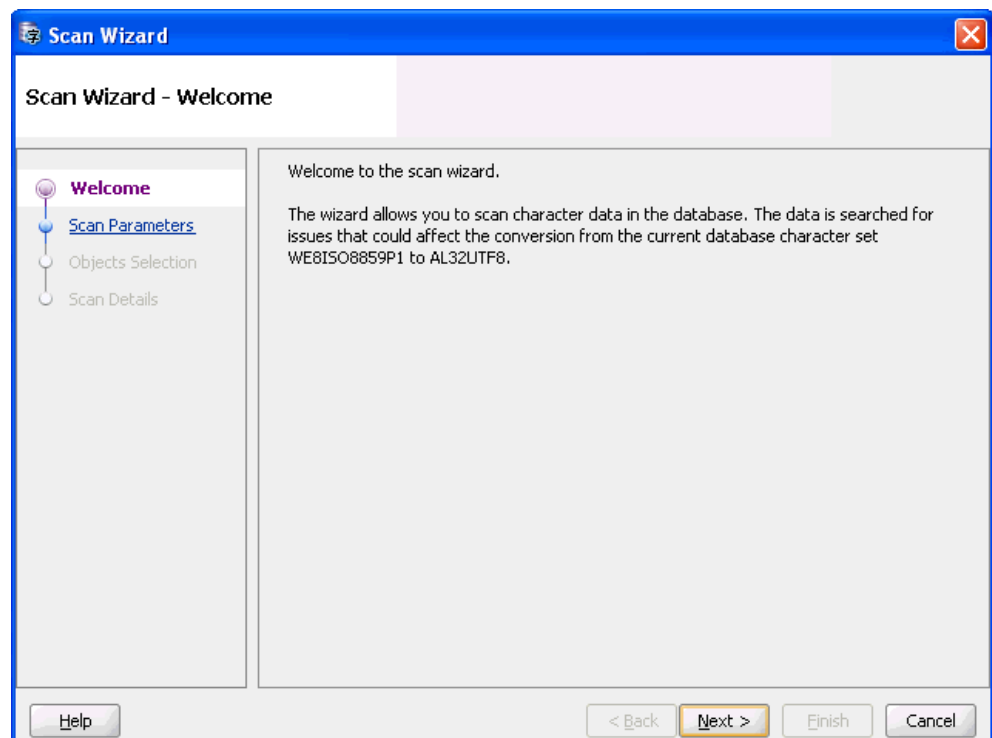 Scan Wizard
Scan Wizard - Welcome
Welcome
Scan Parameters
Objects Selection
Scan Details
Welcome to the scan wizard.
The wizard allows you to scan character data in the database. The data is searched for
issues that could affect the conversion from the current database character set
WE8ISO8859P1 to AL32UTF8.
Help
< Back
Next >
Finish
Cancel